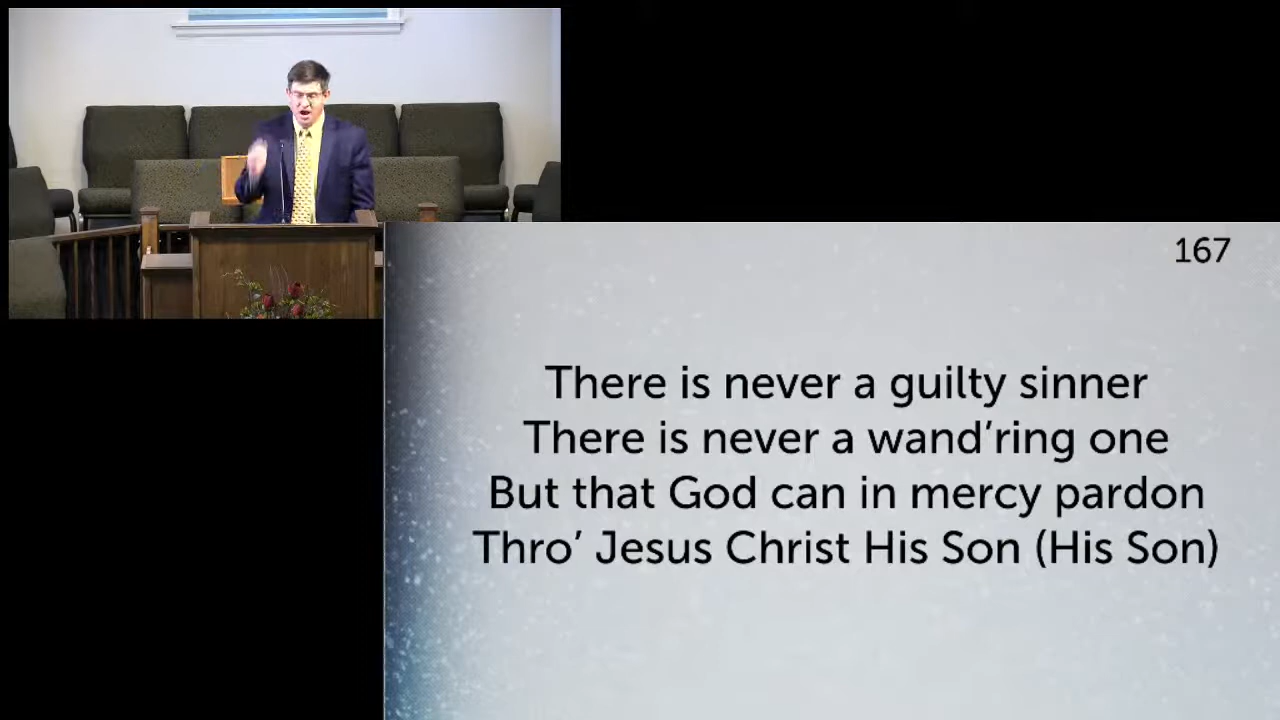 167
There is never a guilty sinner
There is never a wand’ring one
But that God can in mercy pardon
Thro’ Jesus Christ His Son (His Son)